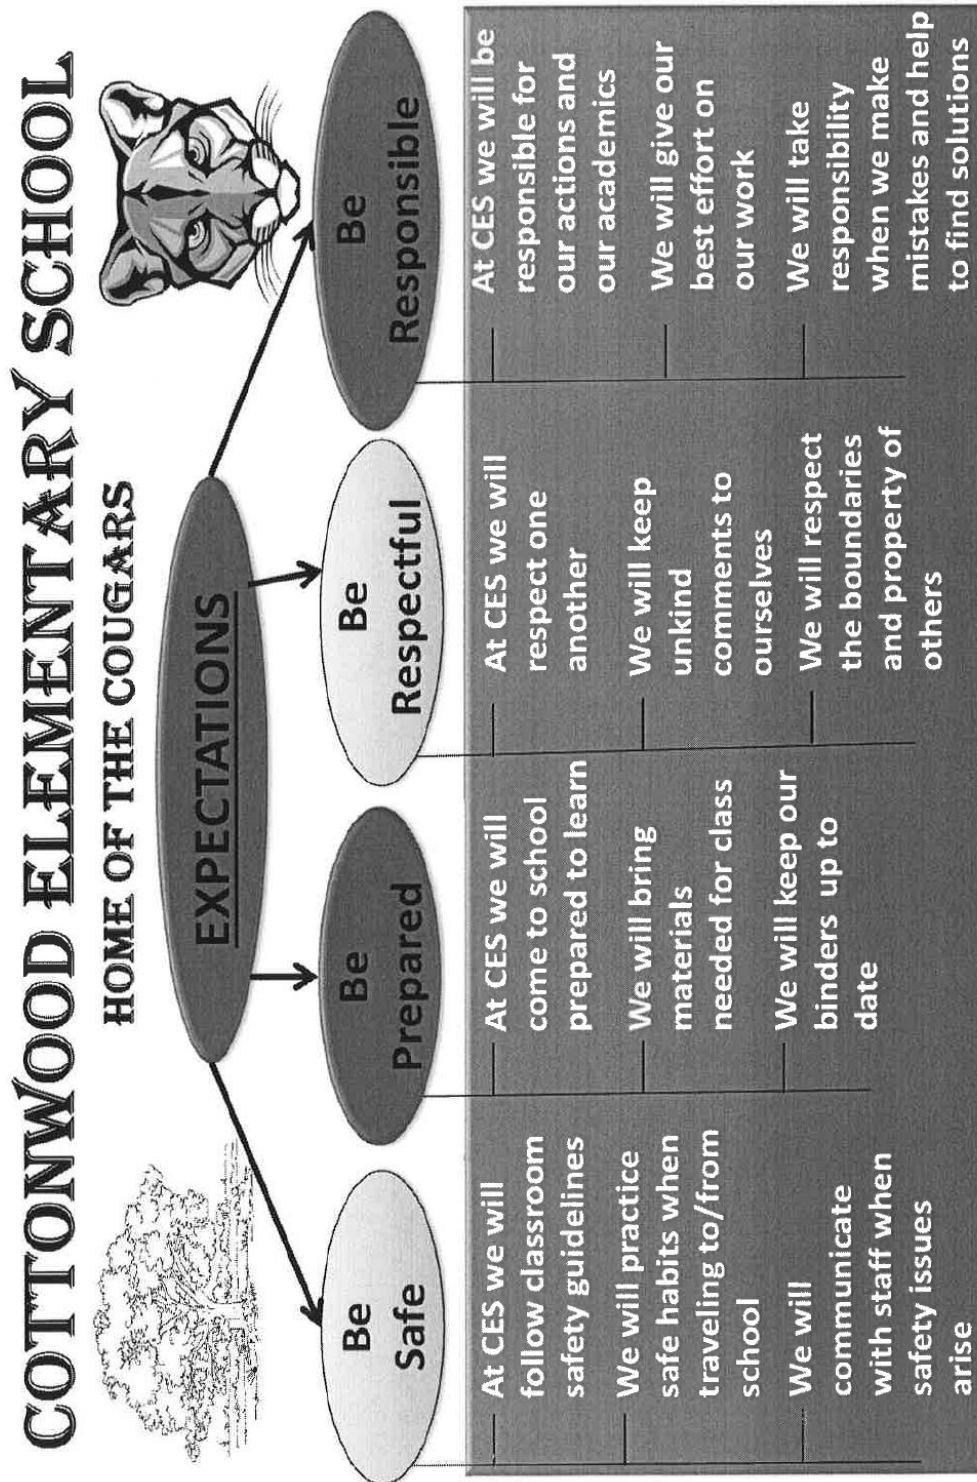 COTTONWOOD ELEMENTARY SCHOOL
HOME OF THE COUGARS
EXPECTATIONS
Be
Safe
At CES we will
follow classroom
safety guidelines
We will practice
safe habits when
traveling to/from
school
We will
communicate
with staff when
safety issues
arise
Be
Prepared
At CES we will
come to school
prepared to learn
We will bring
materials
needed for class
We will keep our
binders up to
date
Be
Respectful
At CES we will
respect one
another
We will keep
unkind
comments to
ourselves
We will respect
the boundaries
and property of
others
Be
Responsible
At CES we will be
responsible for
our actions and
our academics
We will give our
best effort on
our work
We will take
responsibility
when we make
mistakes and help
to find solutions